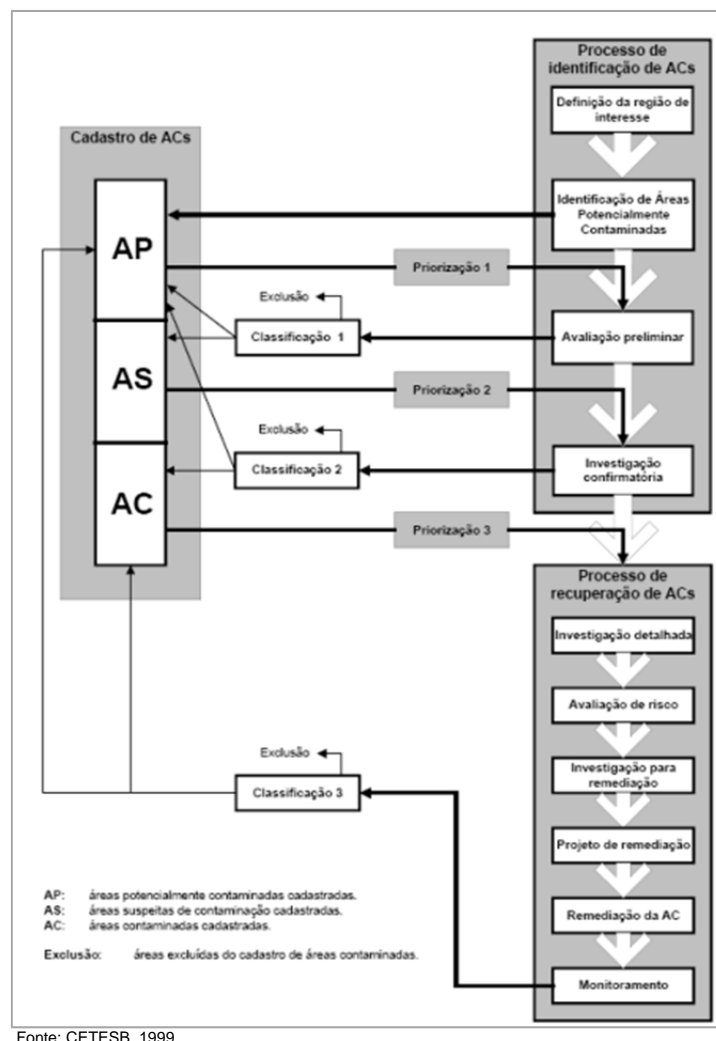 Processo de
identificação de ACs
Definição da região de
interesse
Cadastro de ACs
Identificação de Áreas
Potencialmente
Contaminadas
AP
Priorização 1
Exclusão
Classificação 1
Avaliação preliminar
AS
Priorização 2
Exclusão
Classificação 2
Investigação
confirmatória
AC
Priorização 3
Processo de
recuperação de ACs
Investigação detalhada
Avaliação de risco
Exclusão
Investigação para
remediação
Classificação 3
Projeto de remediação
AP: áreas potencialmente contaminadas cadastradas.
AS: áreas suspeitas de contaminação cadastradas.
AC: áreas contaminadas cadastradas.
Remediação da AC
Exclusão: áreas excluídas do cadastro de áreas contaminadas.
Monitoramento
Fonte: CETESB, 1999